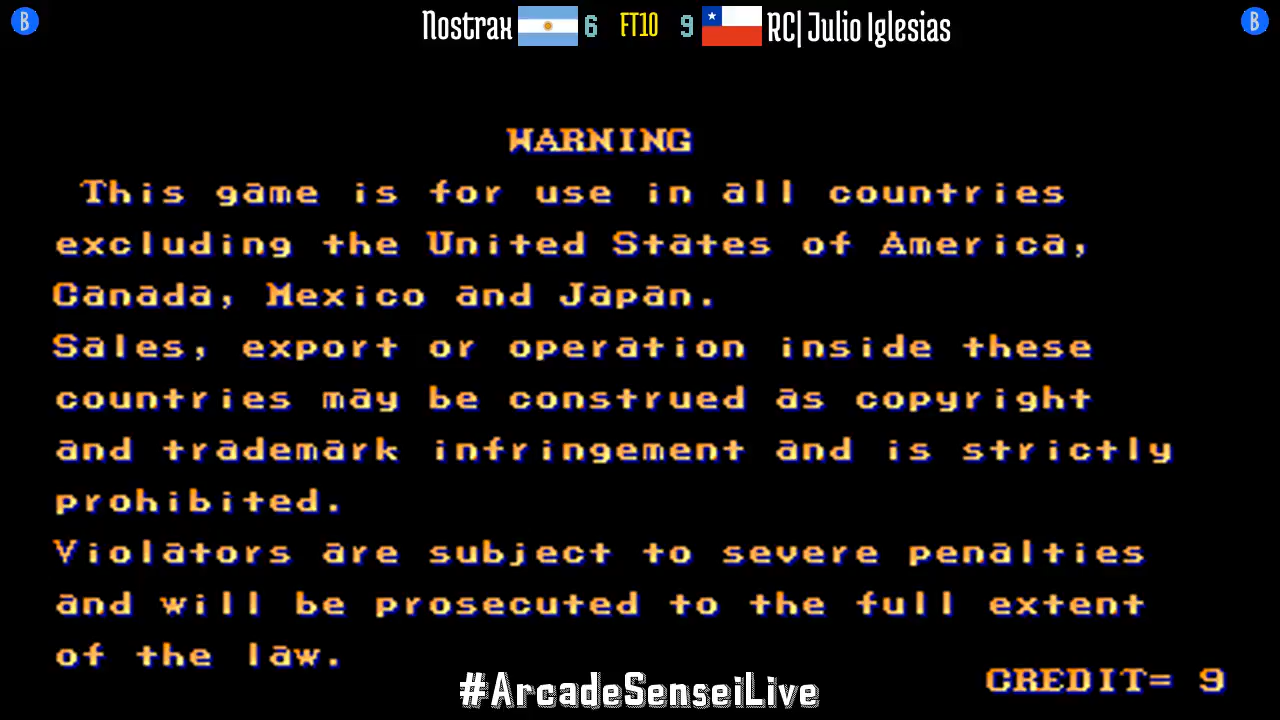 B
Nostrax 6 FT10 9 RC| Julio Iglesias
B
WARNING
This game is for use in all countries
excluding the United States of America,
Canada, Mexico and Japan.
Sales, export or operation inside these
countries may be construed as copyright
and trademark infringement and is strictly
prohibited.
Violators are subject to severe penalties
and will be prosecuted to the full extent
of the law.
#ArcadeSenseiLive
CREDIT= 9